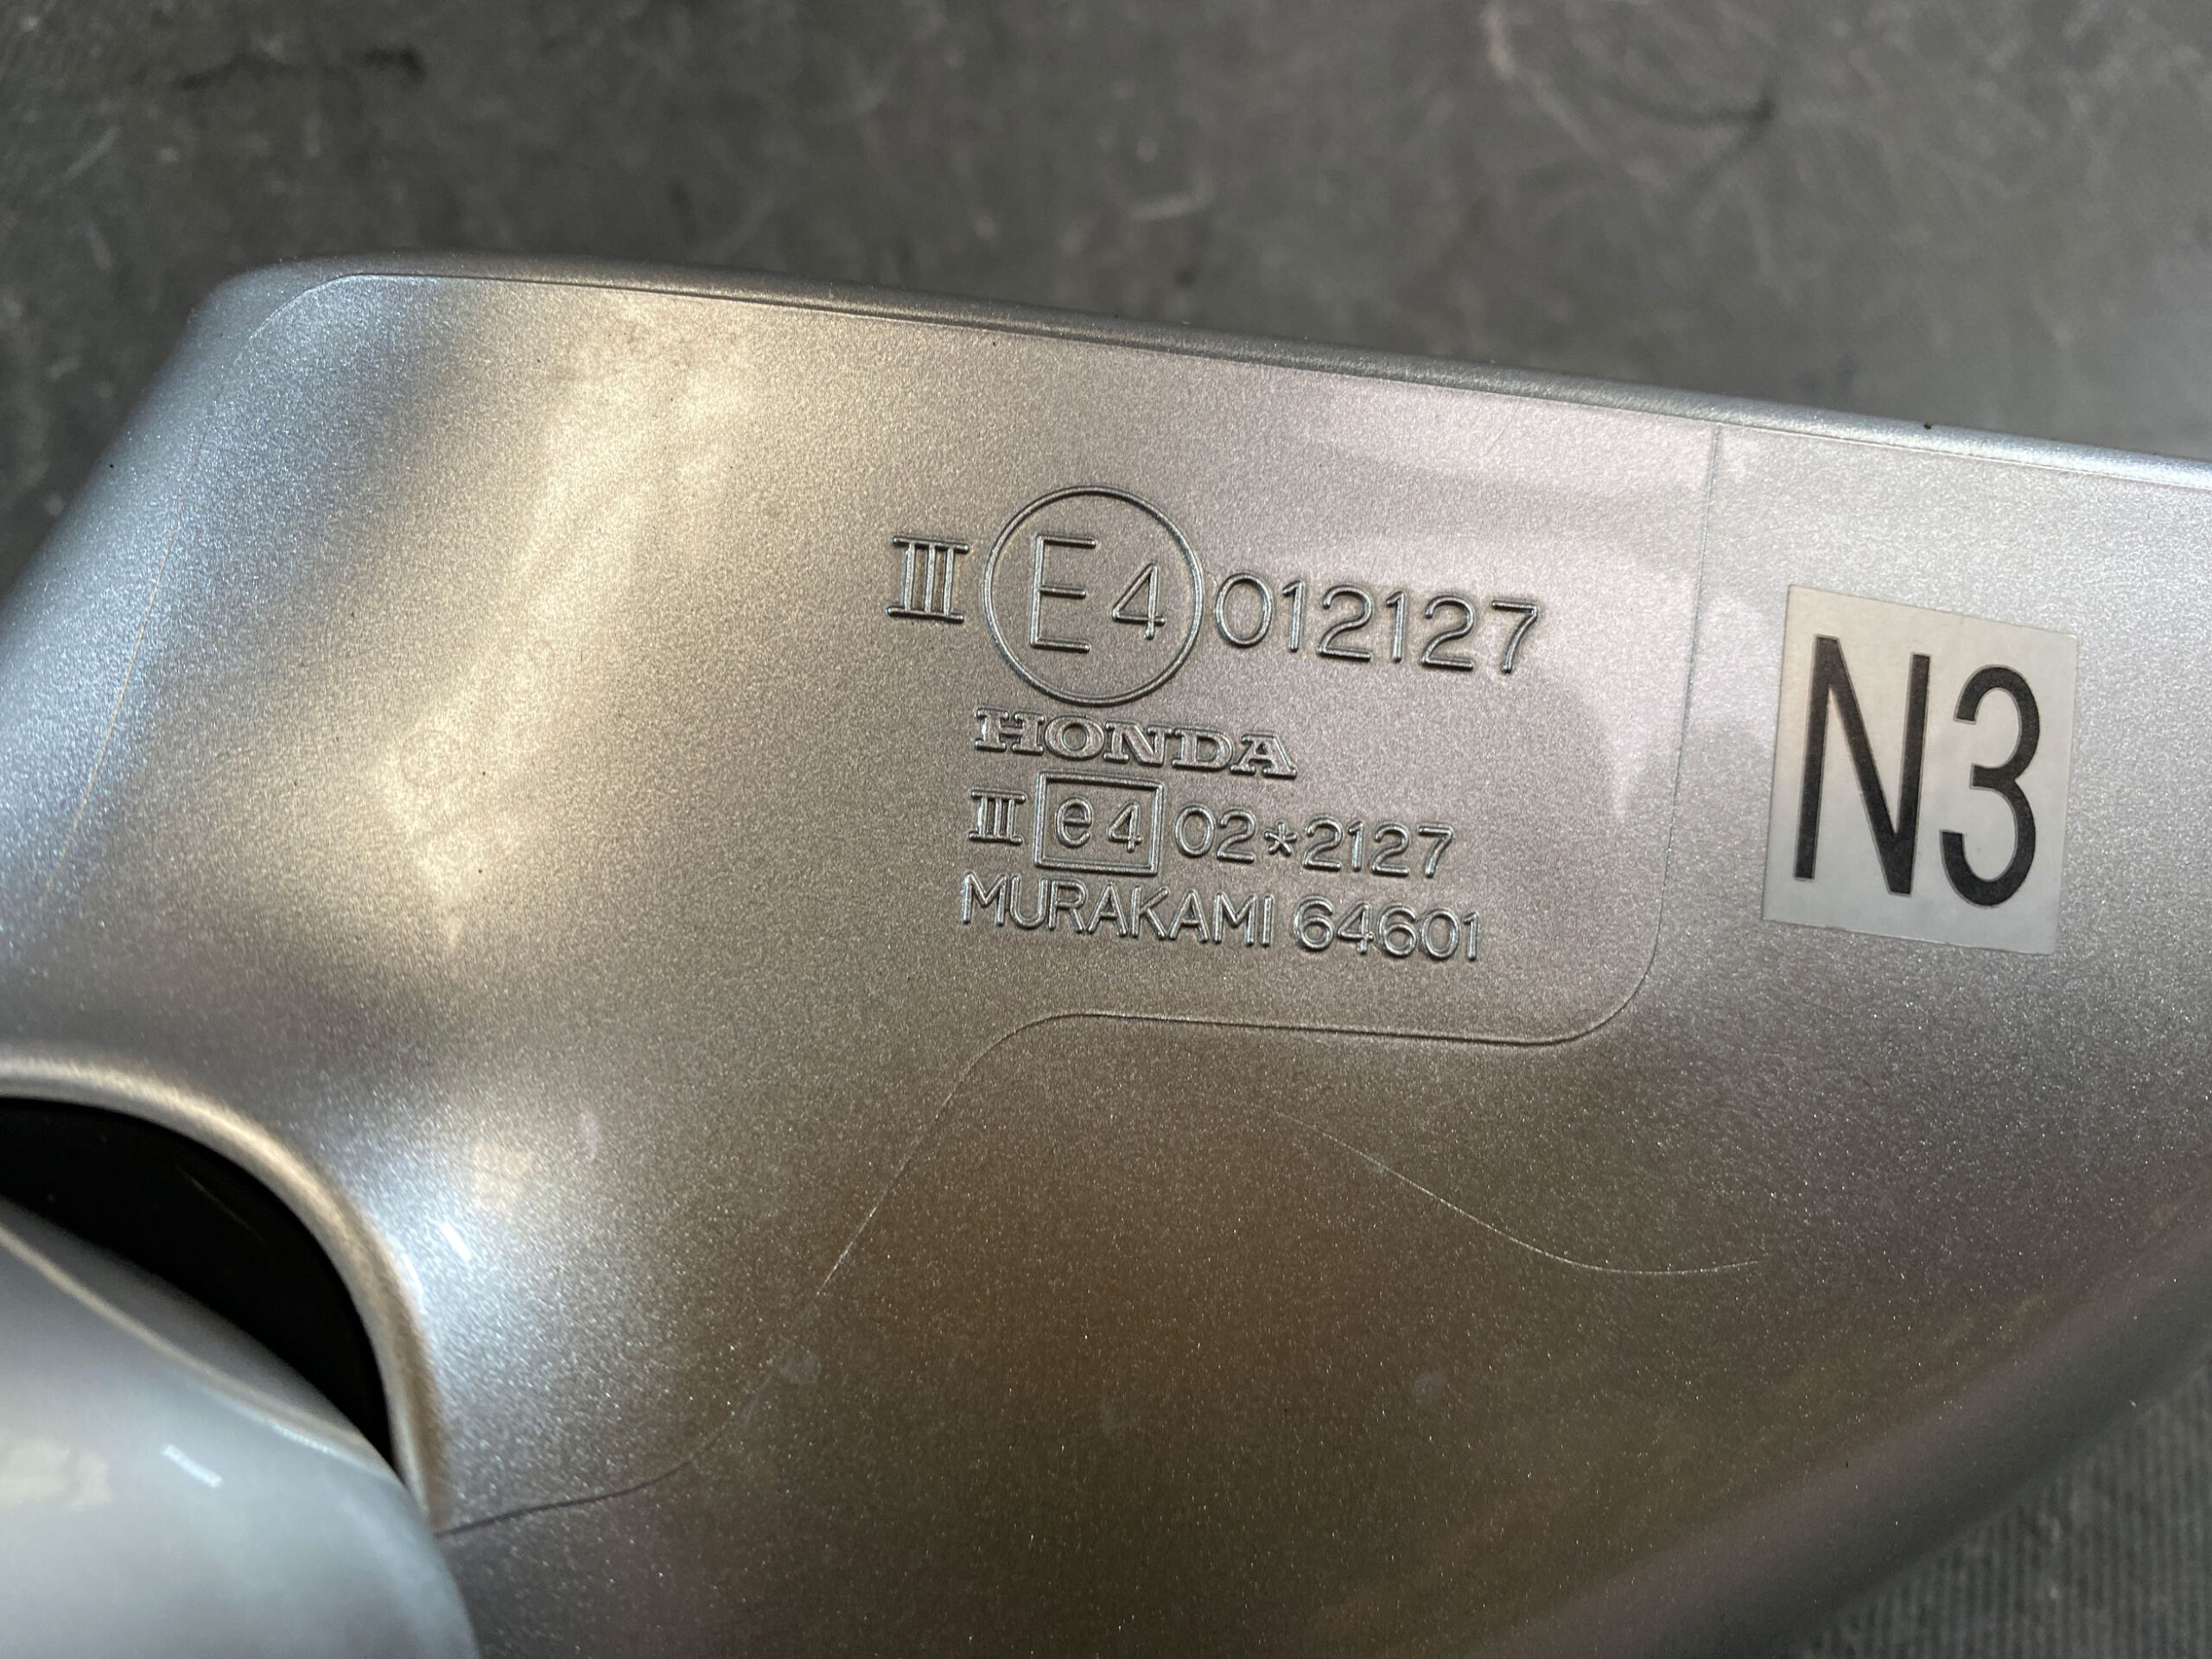 III E4 012127
HONDA
III e4 02*2127
MURAKAMI 64601
N3